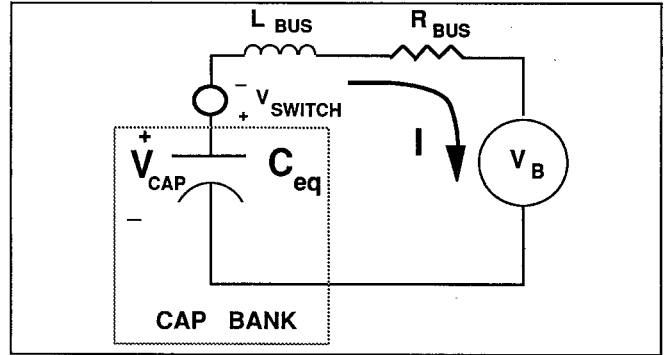 L BUS
R BUS
− V SWITCH +
+
V CAP
−
C eq
I
V B
CAP BANK